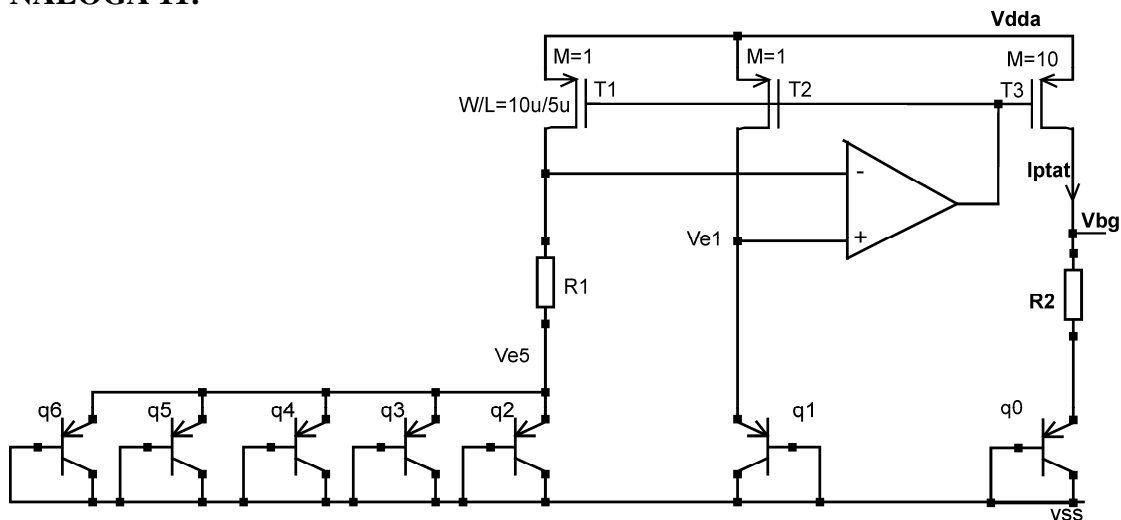 NALOGA 11:
Vdda
M=1
M=1
M=10
T1
T2
T3
W/L=10u/5u
-
Iptat
Vbg
Ve1
+
R1
R2
Ve5
q6
q5
q4
q3
q2
q1
q0
vss